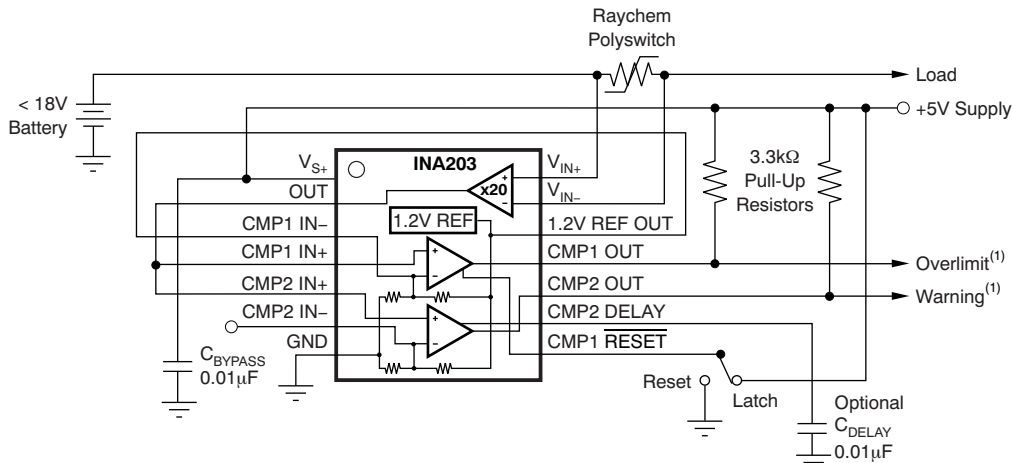 Raychem
Polyswitch
Load
< 18V
Battery
+5V Supply
V_S+
INA203
V_IN+
3.3kΩ
Pull-Up
Resistors
OUT
x20
+
−
V_IN−
CMP1 IN−
1.2V REF
1.2V REF OUT
CMP1 IN+
+
−
CMP1 OUT
Overlimit(1)
CMP2 IN+
CMP2 OUT
Warning(1)
CMP2 IN−
+
−
CMP2 DELAY
GND
CMP1 RESET
C_BYPASS
0.01μF
Reset
Latch
Optional
C_DELAY
0.01μF